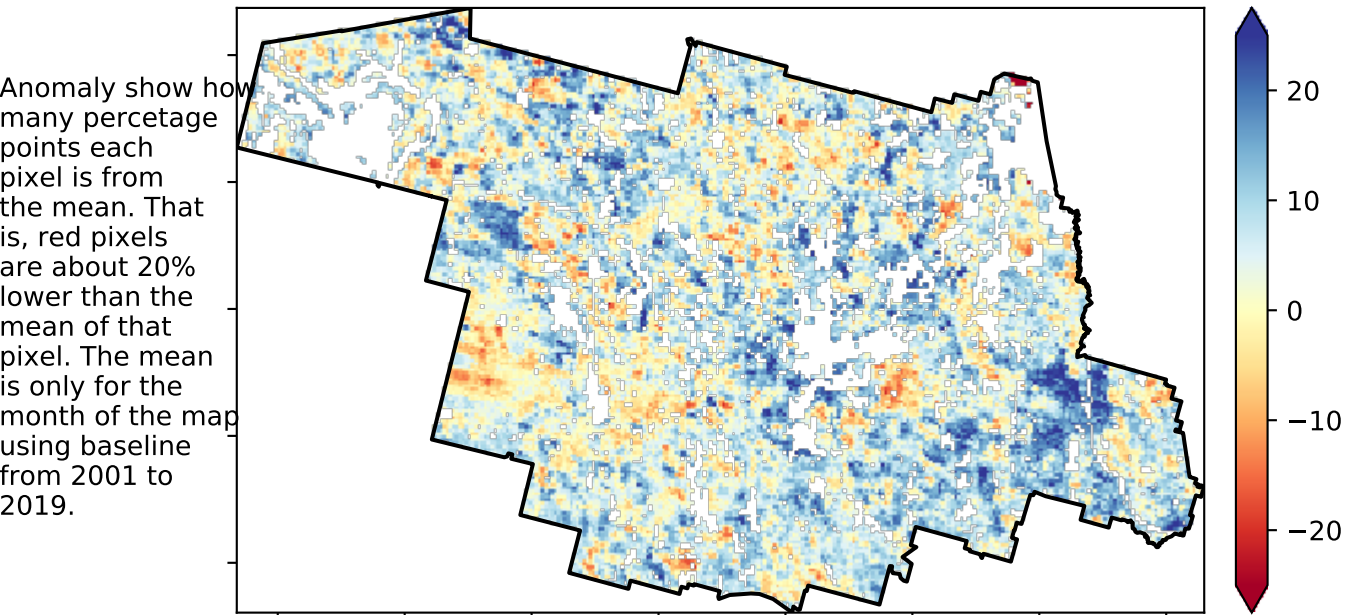 Anomaly show how
many percetage
points each
pixel is from
the mean. That
is, red pixels
are about 20%
lower than the
mean of that
pixel. The mean
is only for the
month of the map
using baseline
from 2001 to
2019.
20
10
0
−10
−20